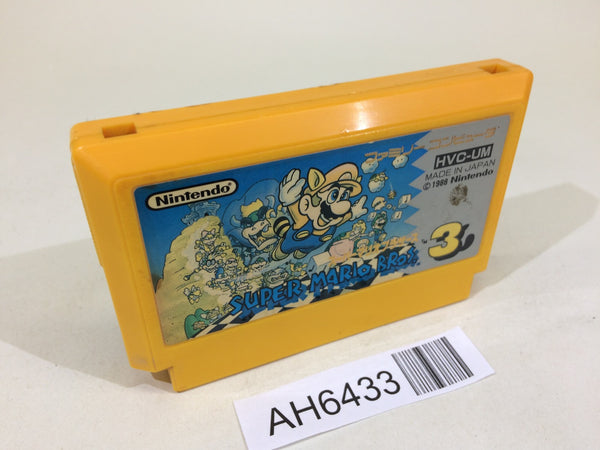 Nintendo
ファミリーコンピュータ
HVC-UM
MADE IN JAPAN
©1988 Nintendo
SUPER MARIO BROS.
™ 3
AH6433